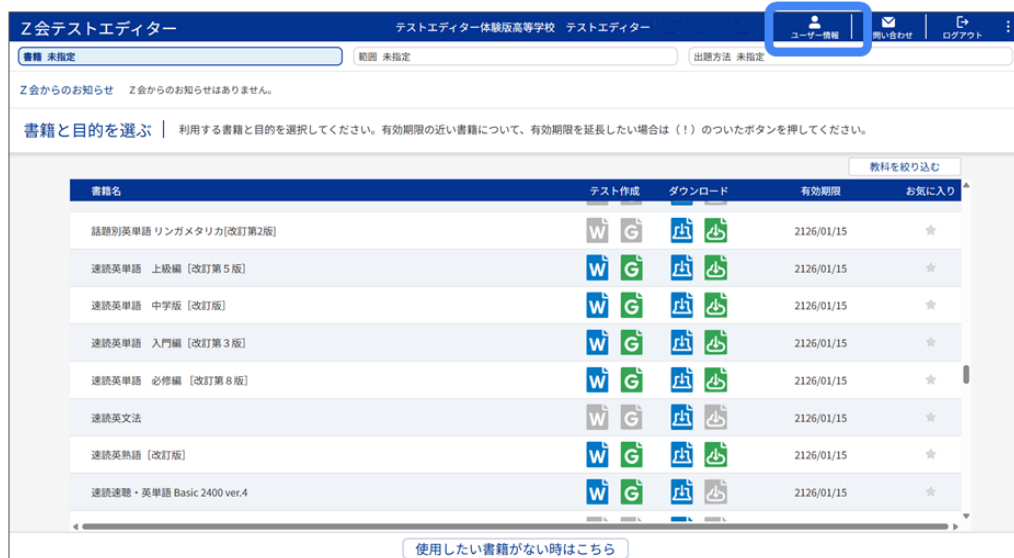 Z会テストエディター
テストエディター体験版高等学校 テストエディター
ユーザー情報
問い合わせ
ログアウト
書籍 未指定
範囲 未指定
出題方法 未指定
Z会からのお知らせ Z会からのお知らせはありません。
書籍と目的を選ぶ 利用する書籍と目的を選択してください。有効期限の近い書籍について、有効期限を延長したい場合は(!)のついたボタンを押してください。
教科を絞り込む
書籍名 テスト作成 ダウンロード 有効期限 お気に入り
話題別英単語 リンガメタリカ[改訂第2版] W G 2126/01/15
速読英単語 上級編[改訂第5版] W G 2126/01/15
速読英単語 中学版[改訂版] W G 2126/01/15
速読英単語 入門編[改訂第3版] W G 2126/01/15
速読英単語 必修編[改訂第8版] W G 2126/01/15
速読英文法 W G 2126/01/15
速読英熟語[改訂版] W G 2126/01/15
速読速聴・英単語 Basic 2400 ver.4 W G 2126/01/15
使用したい書籍がない時はこちら